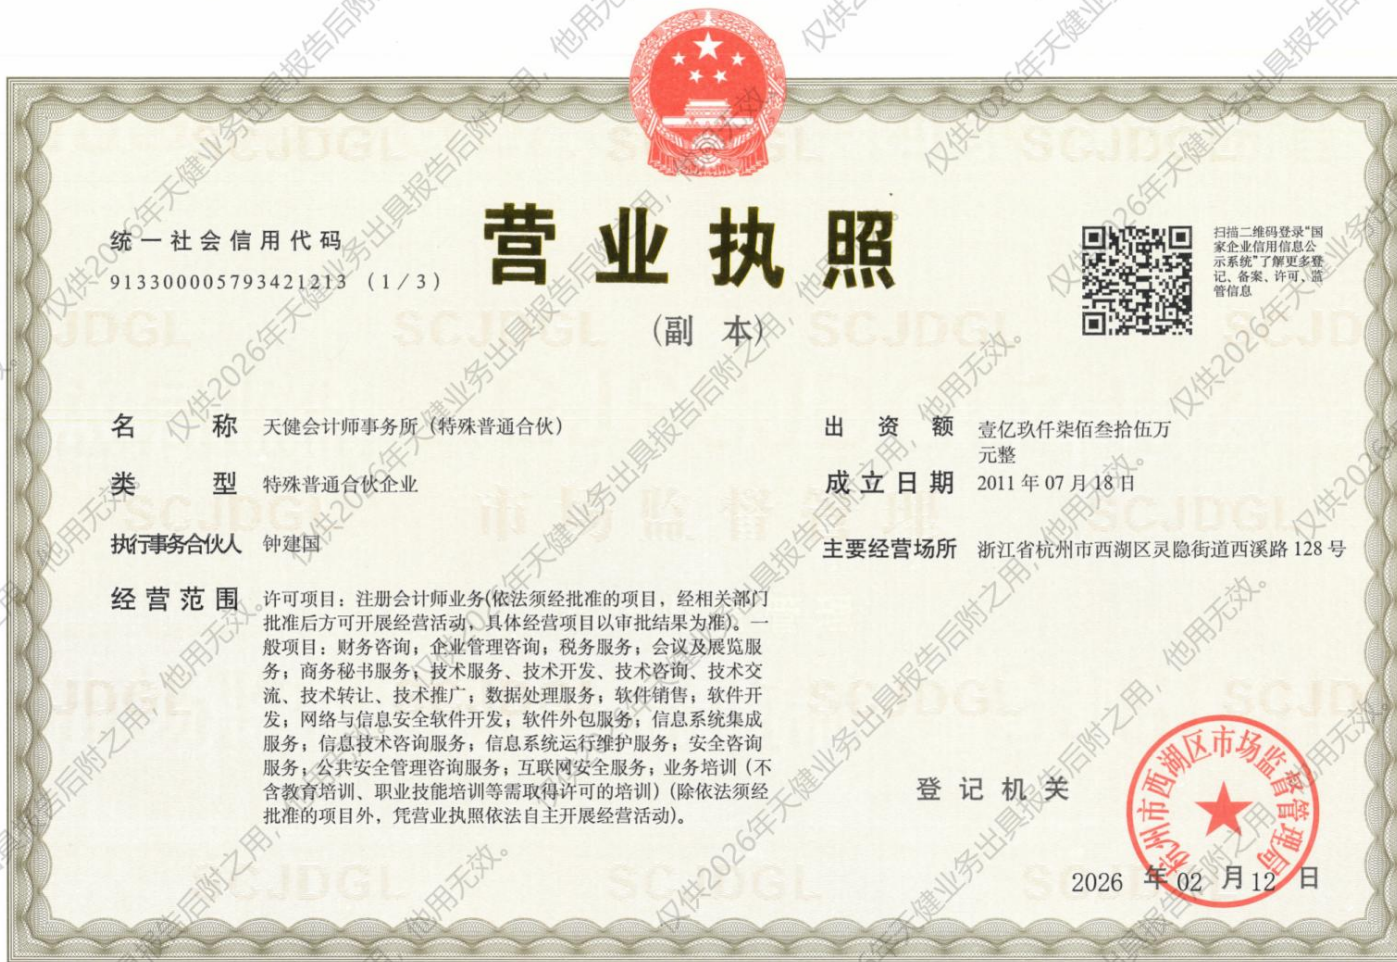 营业执照
(副 本)
统一社会信用代码
913300005793421213 (1/3)
扫描二维码登录“国
家企业信用信息公
示系统”了解更多登
记、备案、许可、监
管信息
名 称 天健会计师事务所（特殊普通合伙）
类 型 特殊普通合伙企业
执行事务合伙人 钟建国
经营范围 许可项目：注册会计师业务(依法须经批准的项目，经相关部门
批准后方可开展经营活动，具体经营项目以审批结果为准)。一
般项目：财务咨询；企业管理咨询；税务服务；会议及展览服
务；商务秘书服务；技术服务、技术开发、技术咨询、技术交
流、技术转让、技术推广；数据处理服务；软件销售；软件开
发；网络与信息安全软件开发；软件外包服务；信息系统集成
服务；信息技术咨询服务；信息系统运行维护服务；安全咨询
服务；公共安全管理咨询服务；互联网安全服务；业务培训（不
含教育培训、职业技能培训等需取得许可的培训）(除依法须经
批准的项目外，凭营业执照依法自主开展经营活动)。
出 资 额 壹亿玖仟柒佰叁拾伍万
元整
成立日期 2011 年 07 月 18 日
主要经营场所 浙江省杭州市西湖区灵隐街道西溪路 128 号
登 记 机 关
杭州市西湖区市场监督管理局
2026 年 02 月 12 日
仅供2026年天健业务出具报告后附之用，他用无效。
SCJDGL
市场监督管理